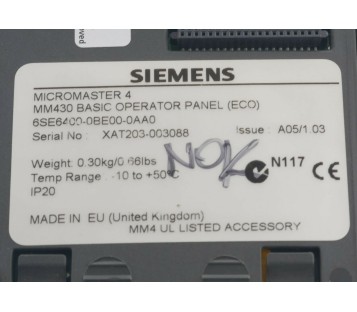 erved
SIEMENS
MICROMASTER 4
MM430 BASIC OPERATOR PANEL (ECO)
6SE6400-0BE00-0AA0
Serial No : XAT203-003088 Issue : A05/1.03
Weight: 0.30kg/0.66lbs
Temp Range : -10 to +50°C
IP20
NOK
N117 CE
MADE IN EU (United Kingdom)
MM4 UL LISTED ACCESSORY